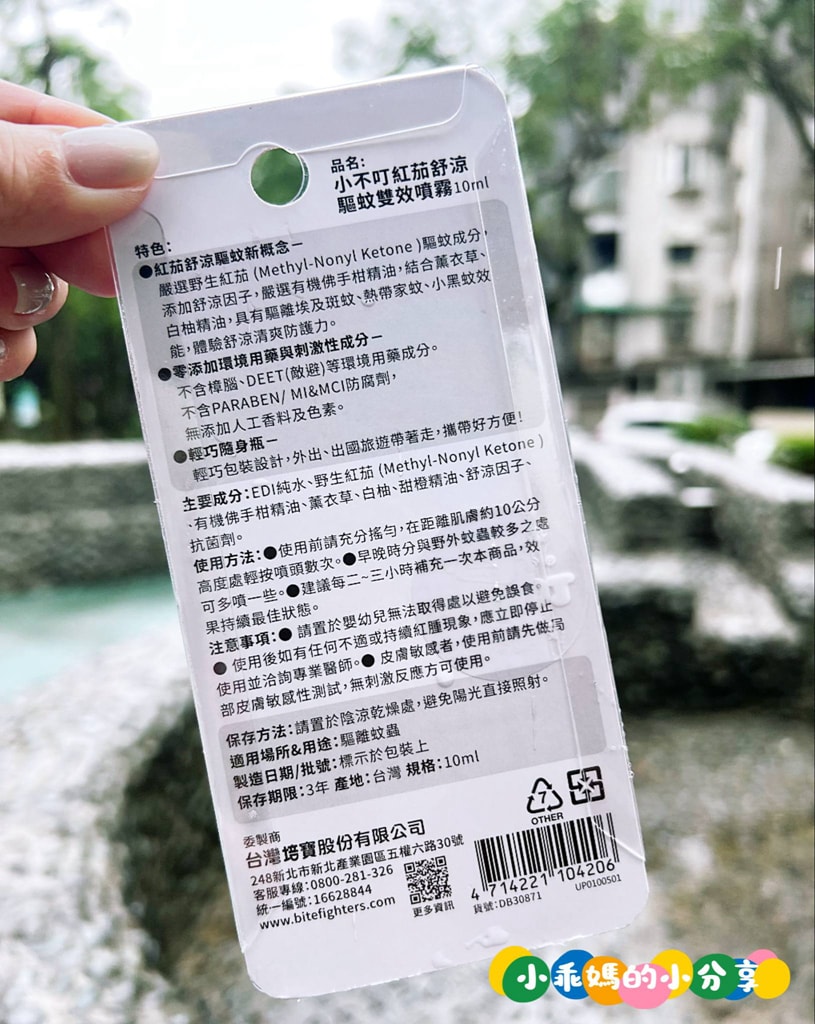 品名:
小不叮紅茄舒涼
驅蚊雙效噴霧10ml
特色:
●紅茄舒涼驅蚊新概念－
嚴選野生紅茄 (Methyl-Nonyl Ketone )驅蚊成分,
添加舒涼因子, 嚴選有機佛手柑精油, 結合薰衣草、
白柚精油, 具有驅離埃及斑蚊、熱帶家蚊、小黑蚊效
能, 體驗舒涼清爽防護力。
●零添加環境用藥與刺激性成分－
不含樟腦、DEET(敵避)等環境用藥成分。
不含PARABEN/ MI&MCI防腐劑,
無添加人工香料及色素。
●輕巧隨身瓶－
輕巧包裝設計, 外出、出國旅遊帶著走, 攜帶好方便!
主要成分:EDI純水、野生紅茄 (Methyl-Nonyl Ketone )
、有機佛手柑精油、薰衣草、白柚、甜橙精油、舒涼因子、
抗菌劑。
使用方法:●使用前請充分搖勻, 在距離肌膚約10公分
高度處輕按噴頭數次。●早晚時分與野外蚊蟲較多之處
可多噴一些。●建議每二~三小時補充一次本商品, 效
果持續最佳狀態。
注意事項:● 請置於嬰幼兒無法取得處以避免誤食。
● 使用後如有任何不適或持續紅腫現象, 應立即停止
使用並洽詢專業醫師。● 皮膚敏感者, 使用前請先做局
部皮膚敏感性測試, 無刺激反應方可使用。
保存方法:請置於陰涼乾燥處, 避免陽光直接照射。
適用場所&用途:驅離蚊蟲
製造日期/批號:標示於包裝上
保存期限:3年 產地:台灣 規格:10ml
7
OTHER
委製商
台灣培寶股份有限公司
248新北市新北產業園區五權六路30號
客服專線:0800-281-326
統一編號:16628844
www.bitefighters.com
更多資訊
4 714221 104206
貨號:DB30871
UP0100501
小乖媽的小分享